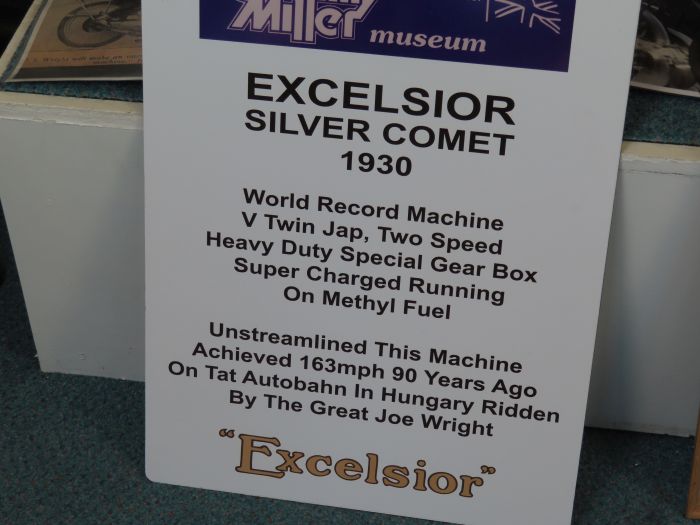 Miller museum
EXCELSIOR
SILVER COMET
1930
World Record Machine
V Twin Jap, Two Speed
Heavy Duty Special Gear Box
Super Charged Running
On Methyl Fuel
Unstreamlined This Machine
Achieved 163mph 90 Years Ago
On Tat Autobahn In Hungary Ridden
By The Great Joe Wright
"Excelsior"